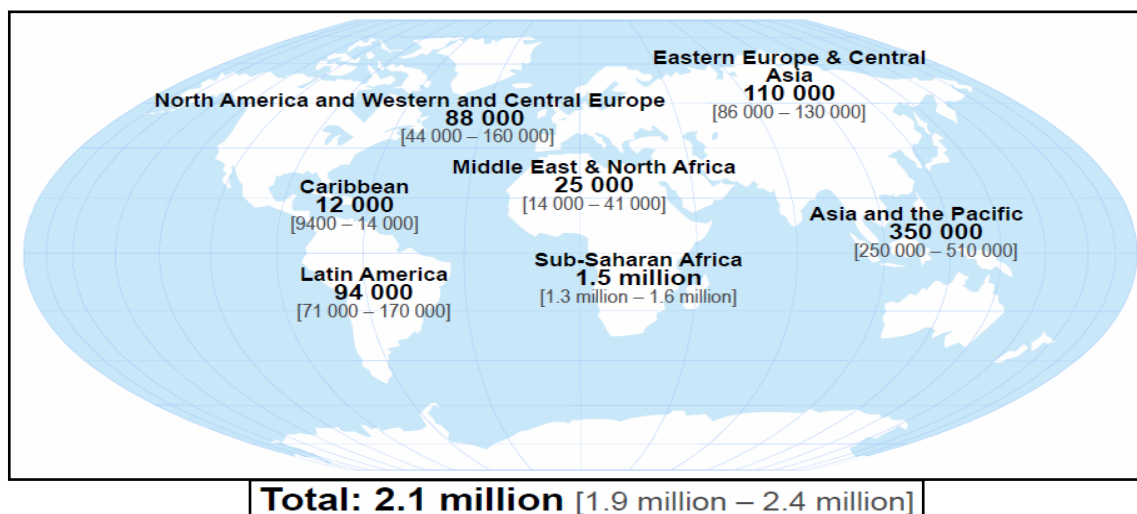 Eastern Europe & Central
Asia
110 000
[86 000 – 130 000]
North America and Western and Central Europe
88 000
[44 000 – 160 000]
Middle East & North Africa
25 000
[14 000 – 41 000]
Caribbean
12 000
[9400 – 14 000]
Asia and the Pacific
350 000
[250 000 – 510 000]
Sub-Saharan Africa
1.5 million
[1.3 million – 1.6 million]
Latin America
94 000
[71 000 – 170 000]
Total: 2.1 million [1.9 million – 2.4 million]